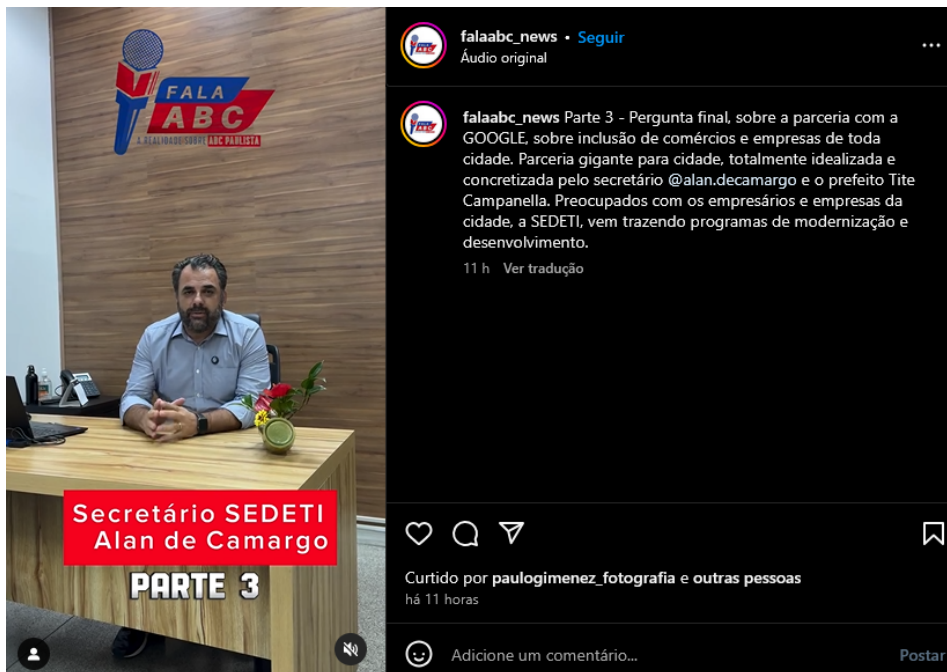 FALA
ABC
A REALIDADE SOBRE ABC PAULISTA
Secretário SEDETI
Alan de Camargo
PARTE 3
falaabc_news • Seguir
Áudio original
falaabc_news Parte 3 - Pergunta final, sobre a parceria com a
GOOGLE, sobre inclusão de comércios e empresas de toda
cidade. Parceria gigante para cidade, totalmente idealizada e
concretizada pelo secretário @alan.decamargo e o prefeito Tite
Campanella. Preocupados com os empresários e empresas da
cidade, a SEDETI, vem trazendo programas de modernização e
desenvolvimento.
11 h Ver tradução
Curtido por paulogimenez_fotografia e outras pessoas
há 11 horas
Adicione um comentário...
Postar